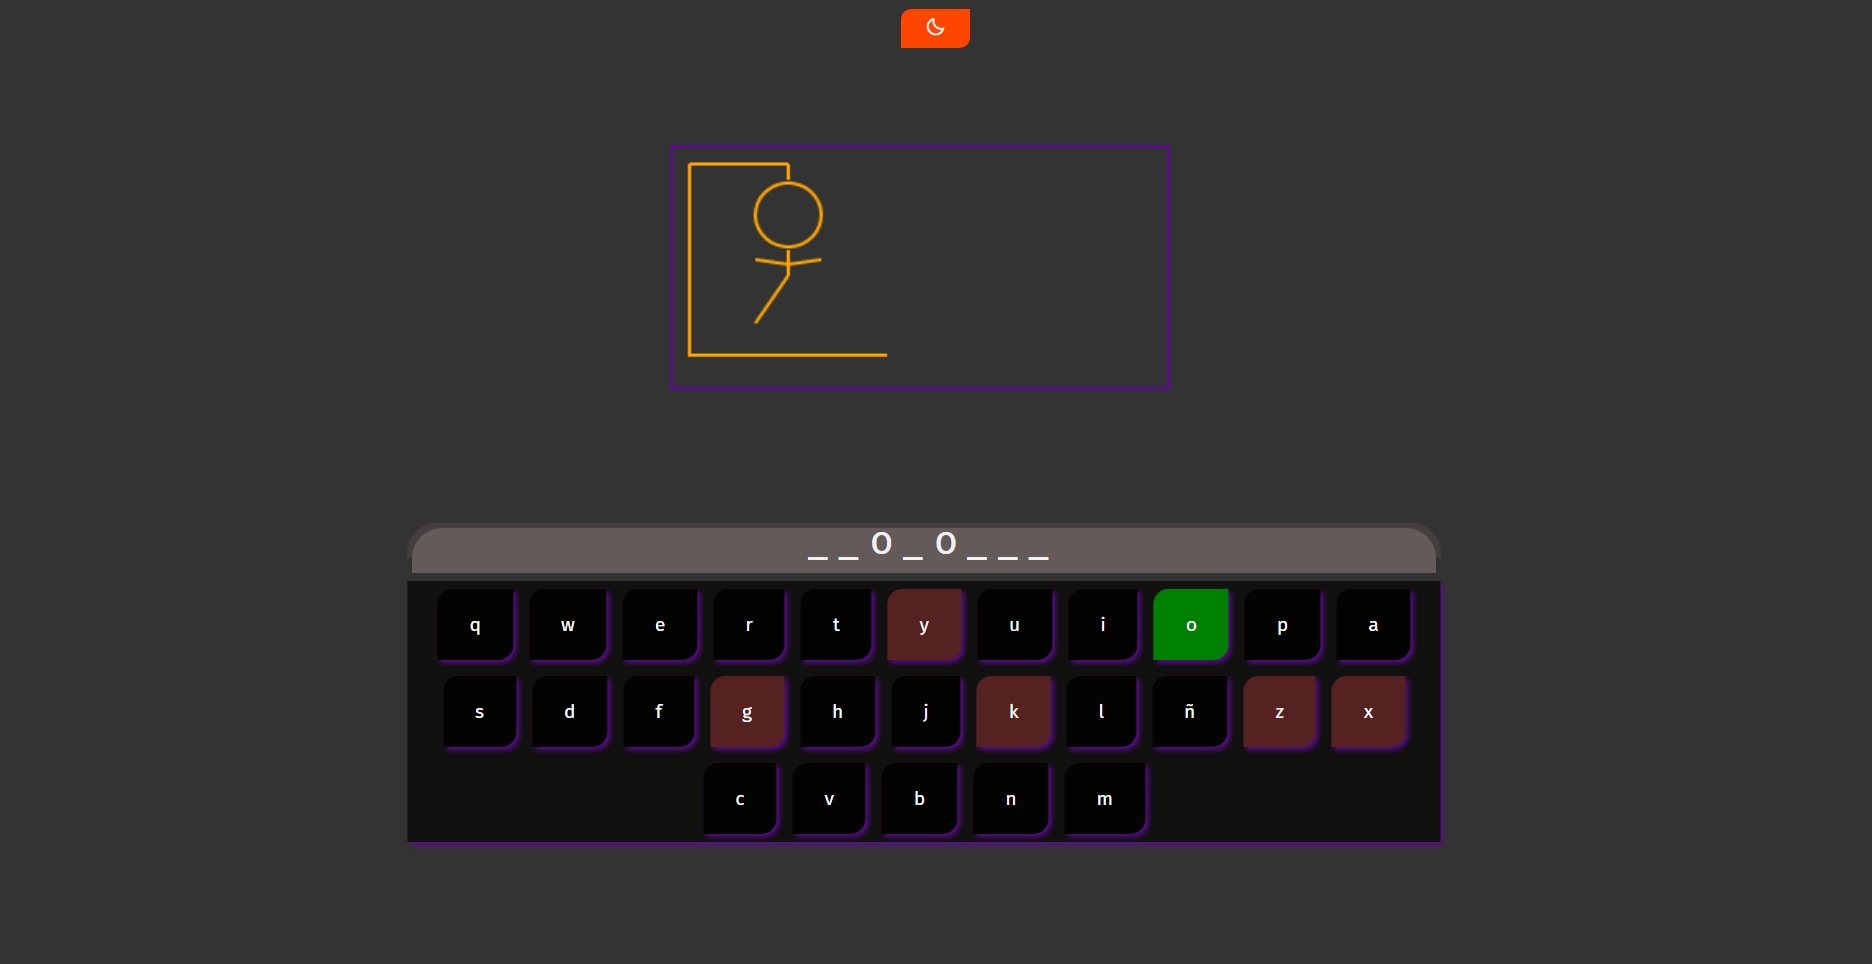 _ _ O _ O _ _ _
q w e r t y u i o p a
s d f g h j k l ñ z x
c v b n m